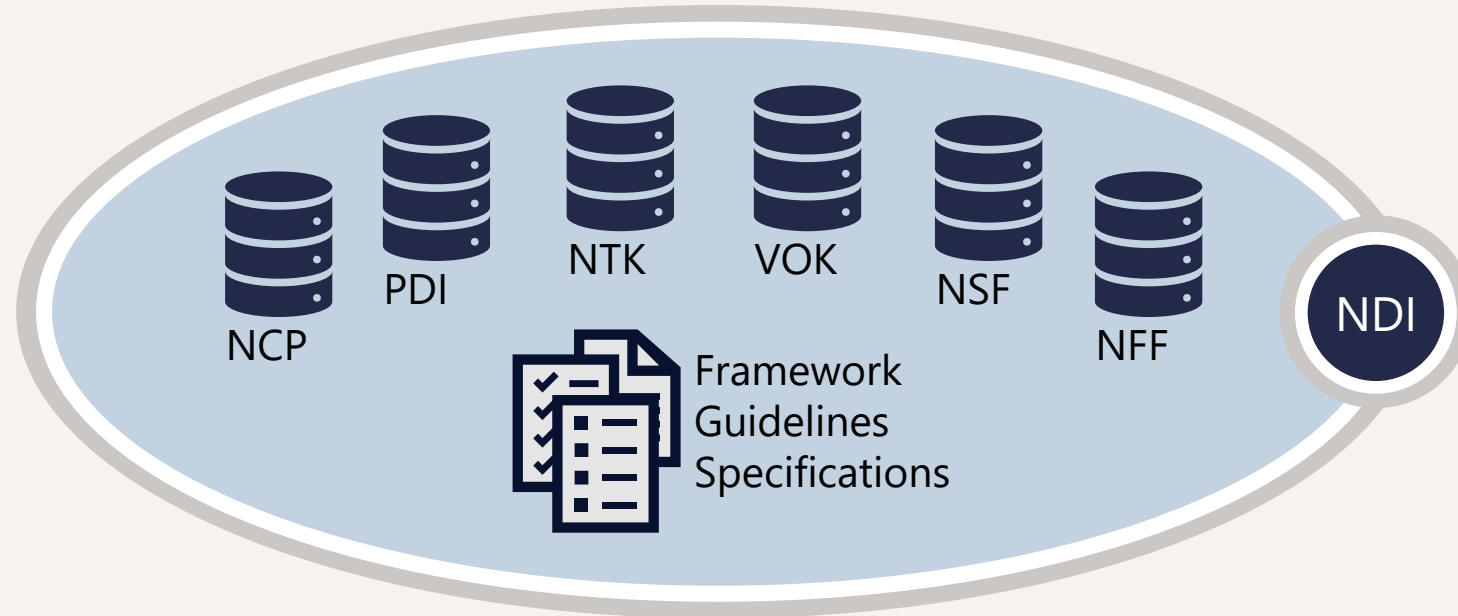 NCP
PDI
NTK
VOK
NSF
NFF
NDI
Framework
Guidelines
Specifications